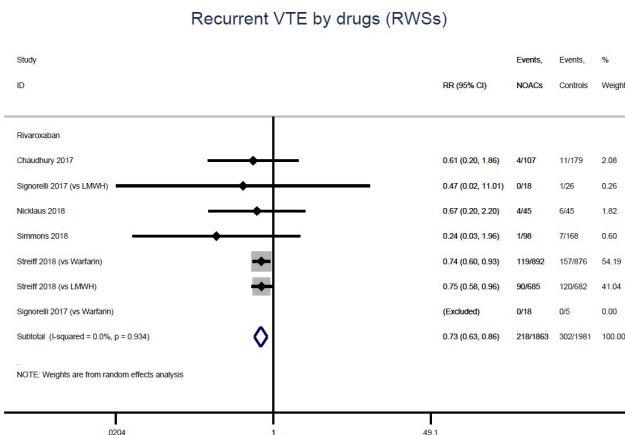 Recurrent VTE by drugs (RWSs)
Study Events, Events, %
ID RR (95% CI) NOACs Controls Weight
Rivaroxaban
Chaudhury 2017 0.61 (0.20, 1.86) 4/107 11/179 2.08
Signorelli 2017 (vs LMWH) 0.47 (0.02, 11.01) 0/18 1/26 0.26
Nicklaus 2018 0.67 (0.20, 2.20) 4/45 6/45 1.82
Simmons 2018 0.24 (0.03, 1.96) 1/98 7/168 0.60
Streiff 2018 (vs Warfarin) 0.74 (0.60, 0.93) 119/892 157/876 54.19
Streiff 2018 (vs LMWH) 0.75 (0.58, 0.96) 90/685 120/682 41.04
Signorelli 2017 (vs Warfarin) (Excluded) 0/18 0/5 0.00
Subtotal (I-squared = 0.0%, p = 0.934) 0.73 (0.63, 0.86) 218/1863 302/1981 100.00
.
NOTE: Weights are from random effects analysis
.0204 1 49.1